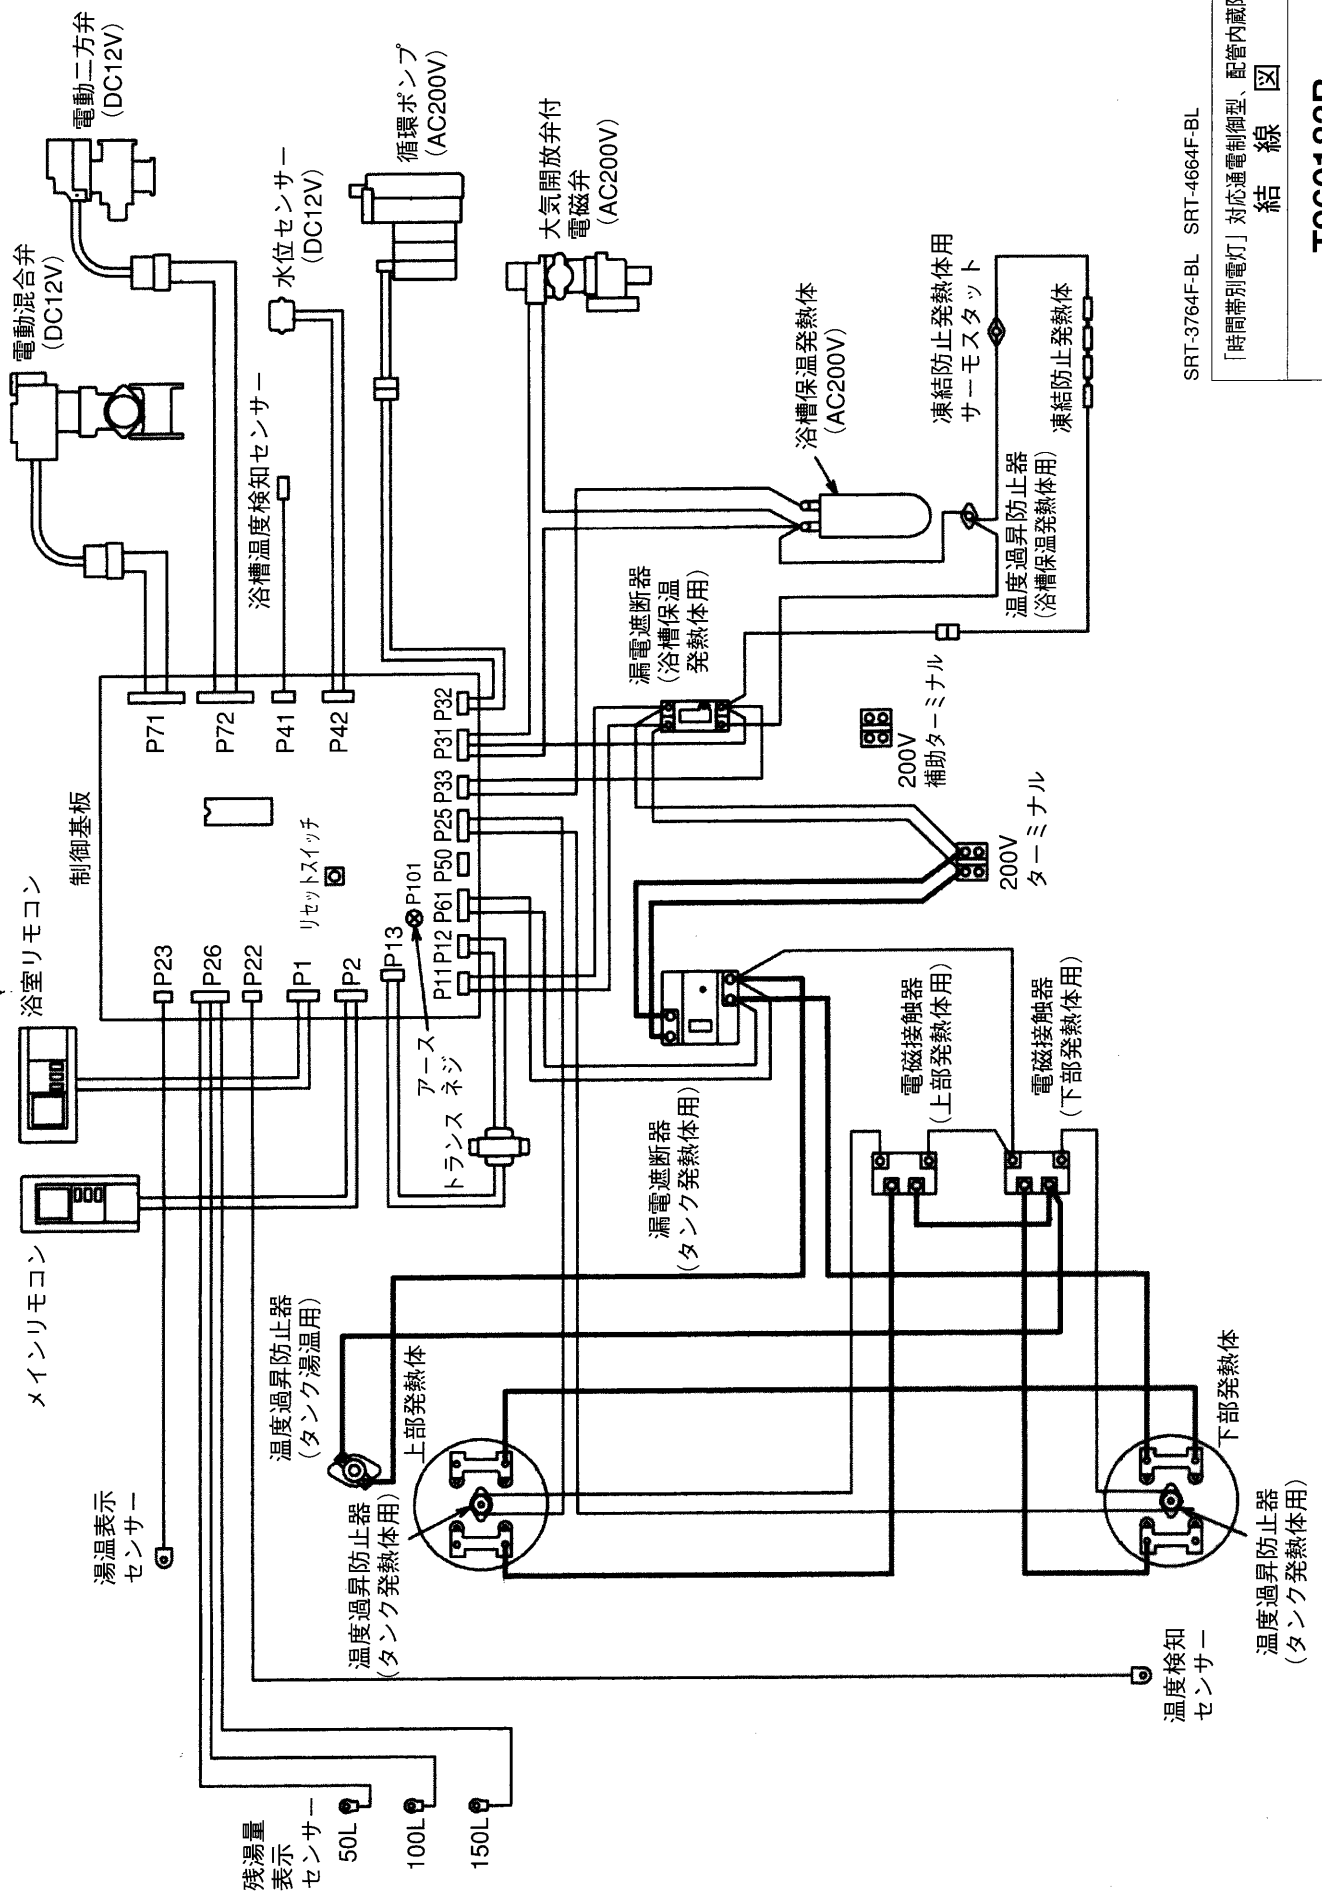 電動混合弁
(DC12V)
電動二方弁
(DC12V)
浴槽温度検知センサー
水位センサー
(DC12V)
循環ポンプ
(AC200V)
大気開放弁付
電磁弁
(AC200V)
浴室リモコン
メインリモコン
制御基板
リセットスイッチ
P71
P72
P41
P42
P23
P26
P22
P1
P2
P13
P101
P11
P12
P61
P50
P25
P33
P31
P32
アース
ネジ
トランス
漏電遮断器
(浴槽保温
発熱体用)
浴槽保温発熱体
(AC200V)
凍結防止発熱体用
サーモスタット
凍結防止発熱体
温度過昇防止器
(浴槽保温発熱体用)
200V
補助ターミナル
200V
ターミナル
漏電遮断器
(タンク発熱体用)
電磁接触器
(上部発熱体用)
電磁接触器
(下部発熱体用)
温度過昇防止器
(タンク湯温用)
上部発熱体
温度過昇防止器
(タンク発熱体用)
下部発熱体
温度過昇防止器
(タンク発熱体用)
湯温表示
センサー
温度検知
センサー
残湯量
表示
センサー
50L
100L
150L
SRT-3764F-BL SRT-4664F-BL
「時間帯別電灯」対応通電制御型、配管内蔵
結線図